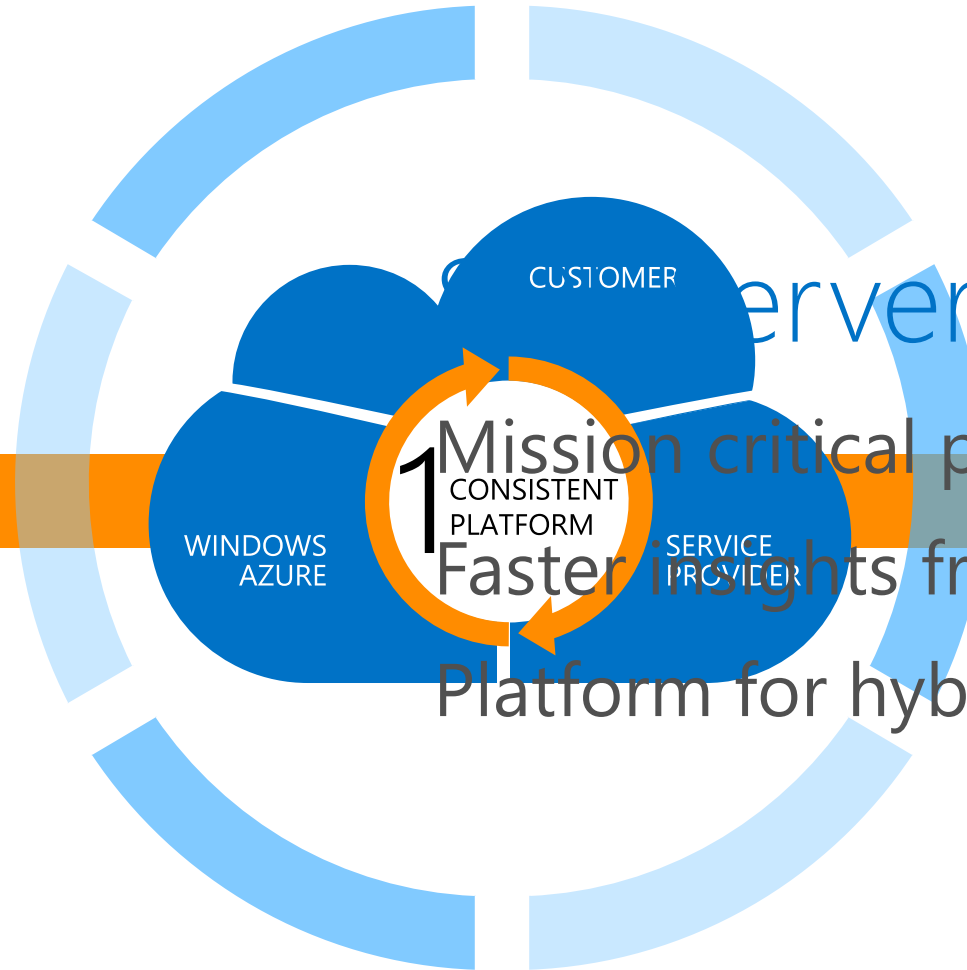 CUSTOMER
erver
Mission critical p
1
CONSISTENT
PLATFORM
WINDOWS
AZURE
SERVICE
PROVIDER
Faster insights fr
Platform for hyb